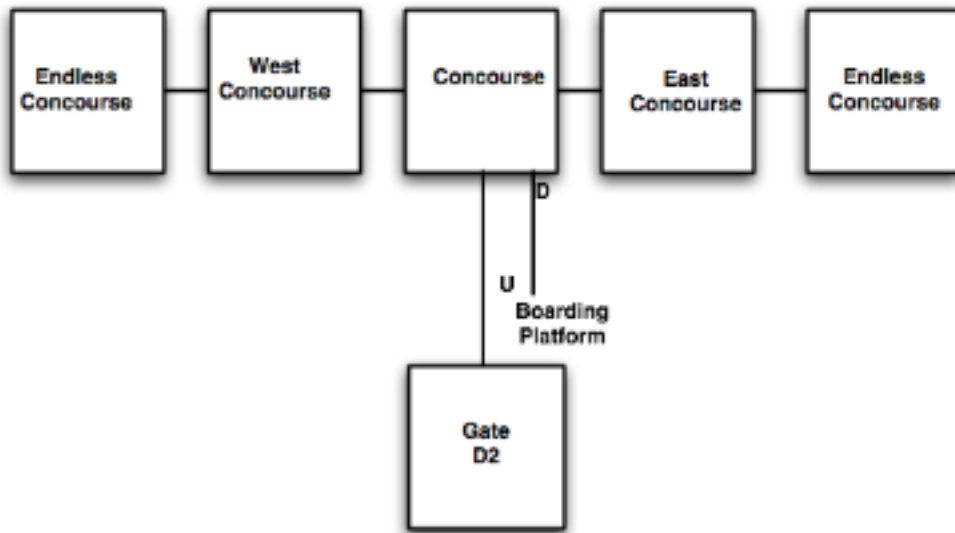 Endless
Concourse
West
Concourse
Concourse
East
Concourse
Endless
Concourse
D
U
Boarding
Platform
Gate
D2